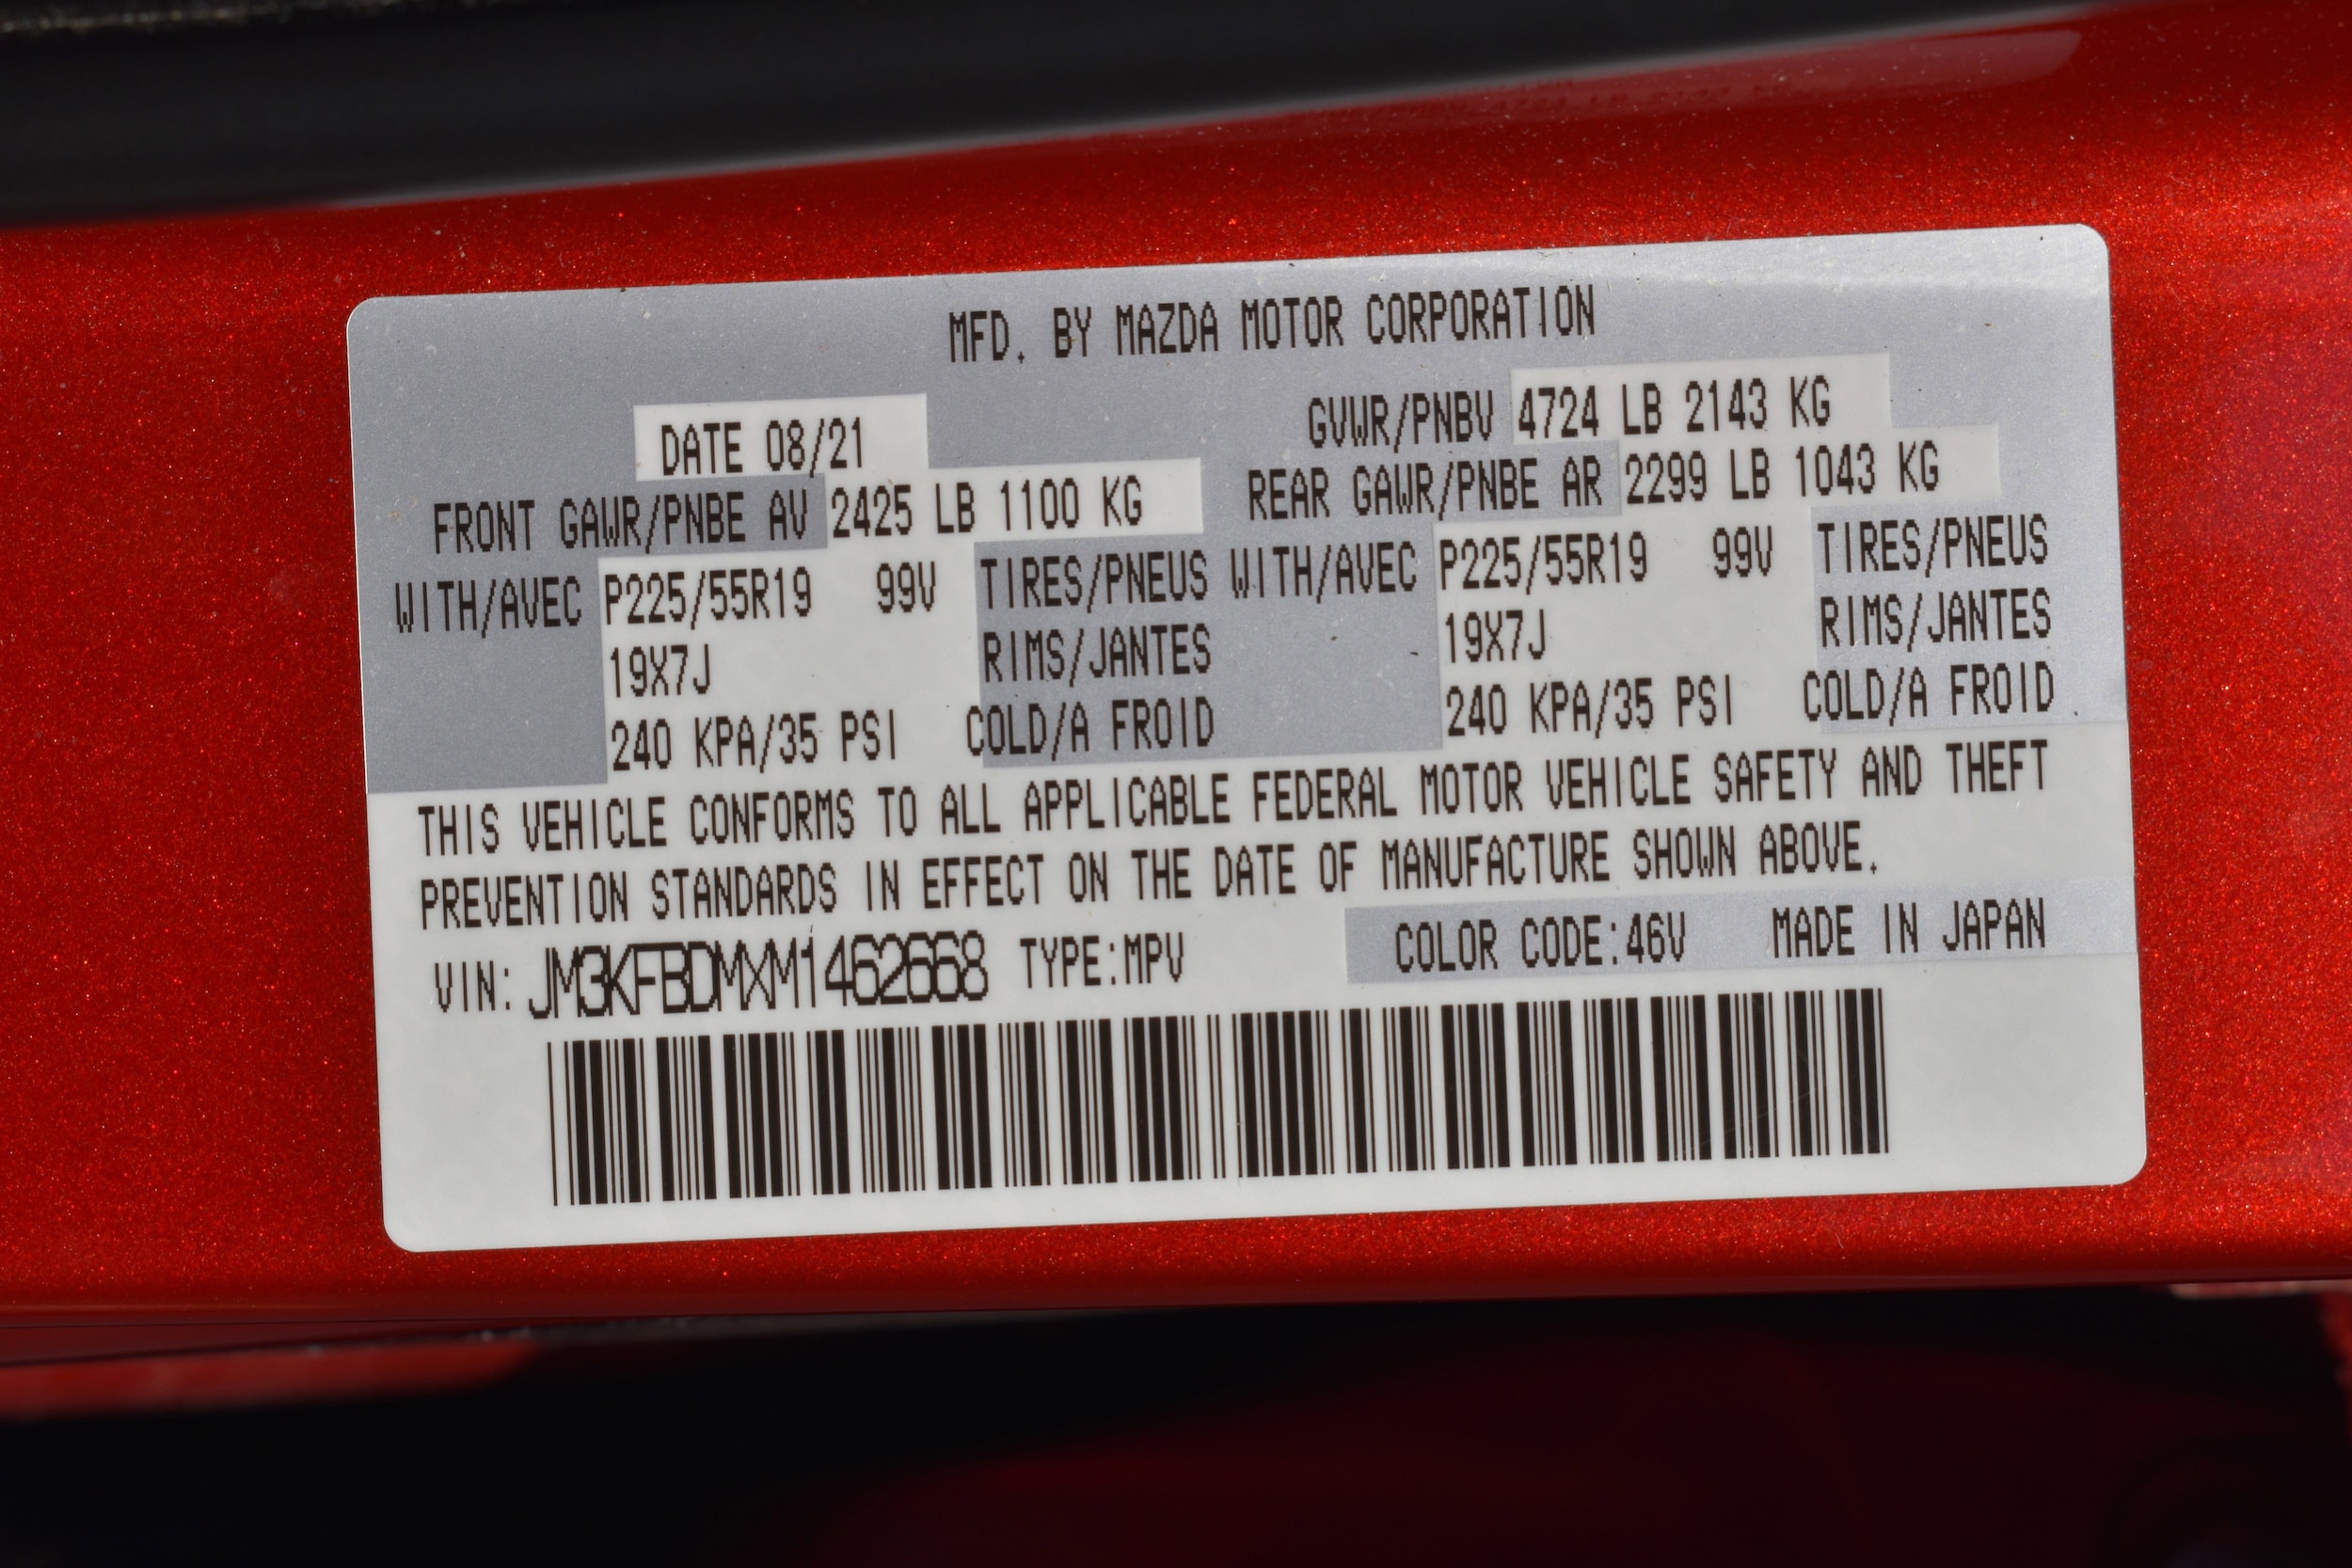 MFD. BY MAZDA MOTOR CORPORATION
DATE 08/21 GVWR/PNBV 4724 LB 2143 KG
FRONT GAWR/PNBE AV 2425 LB 1100 KG REAR GAWR/PNBE AR 2299 LB 1043 KG
WITH/AVEC P225/55R19 99V TIRES/PNEUS WITH/AVEC P225/55R19 99V TIRES/PNEUS
19X7J RIMS/JANTES 19X7J RIMS/JANTES
240 KPA/35 PSI COLD/A FROID 240 KPA/35 PSI COLD/A FROID
THIS VEHICLE CONFORMS TO ALL APPLICABLE FEDERAL MOTOR VEHICLE SAFETY AND THEFT
PREVENTION STANDARDS IN EFFECT ON THE DATE OF MANUFACTURE SHOWN ABOVE.
VIN: JM3KFBDMXM1462668 TYPE:MPV COLOR CODE:46V MADE IN JAPAN